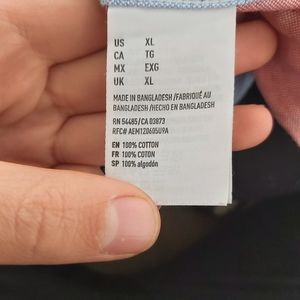 US XL
CA TG
MX EXG
UK XL
MADE IN BANGLADESH /FABRIQUÉ AU
BANGLADESH /HECHO EN BANGLADESH
RN 54485/CA 03873
RFC# AEM120605U9A
EN 100% COTTON
FR 100% COTON
SP 100% algodón